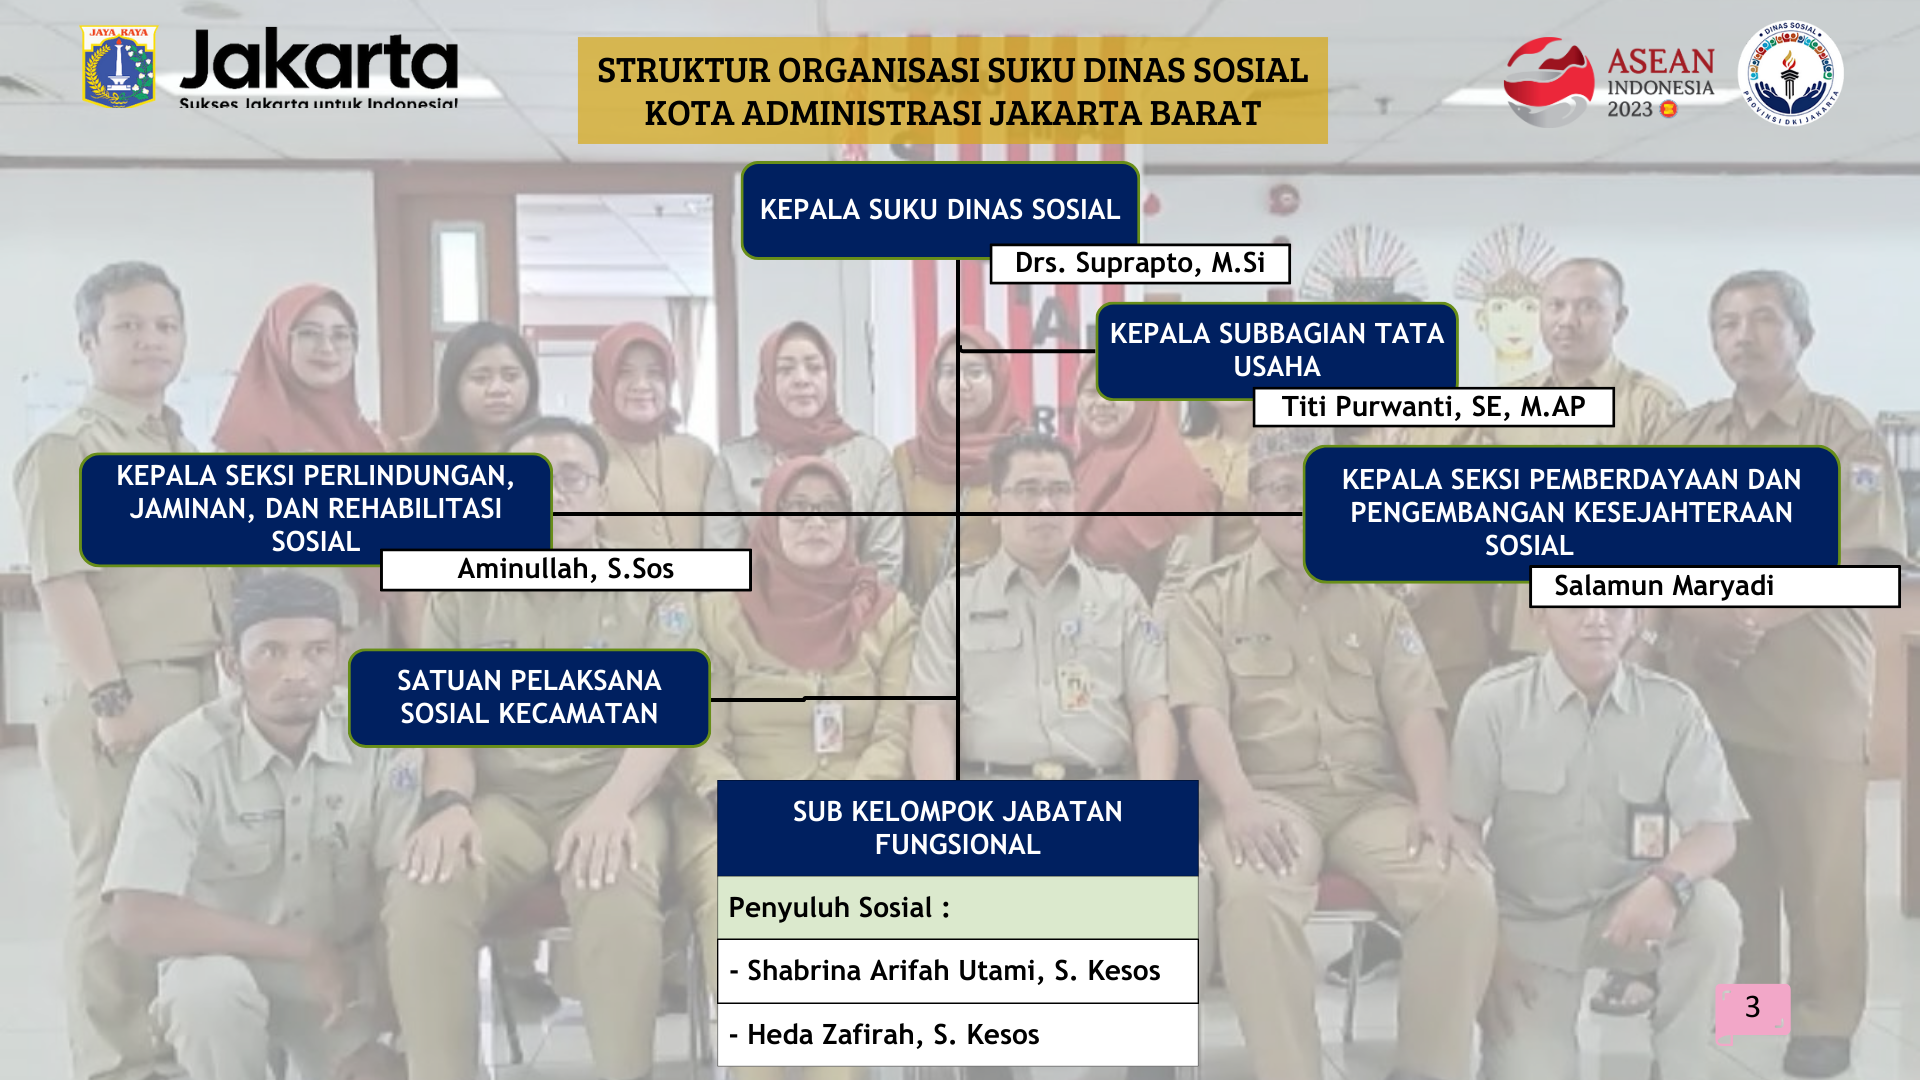 JAYA RAYA
Jakarta
Sukses Jakarta untuk Indonesia!
STRUKTUR ORGANISASI SUKU DINAS SOSIAL
KOTA ADMINISTRASI JAKARTA BARAT
ASEAN
INDONESIA
2023
DINAS SOSIAL
PROVINSI DKI JAKARTA
KEPALA SUKU DINAS SOSIAL
Drs. Suprapto, M.Si
KEPALA SUBBAGIAN TATA
USAHA
Titi Purwanti, SE, M.AP
KEPALA SEKSI PERLINDUNGAN,
JAMINAN, DAN REHABILITASI
SOSIAL
Aminullah, S.Sos
KEPALA SEKSI PEMBERDAYAAN DAN
PENGEMBANGAN KESEJAHTERAAN
SOSIAL
Salamun Maryadi
SATUAN PELAKSANA
SOSIAL KECAMATAN
SUB KELOMPOK JABATAN
FUNGSIONAL
Penyuluh Sosial :
- Shabrina Arifah Utami, S. Kesos
- Heda Zafirah, S. Kesos
3